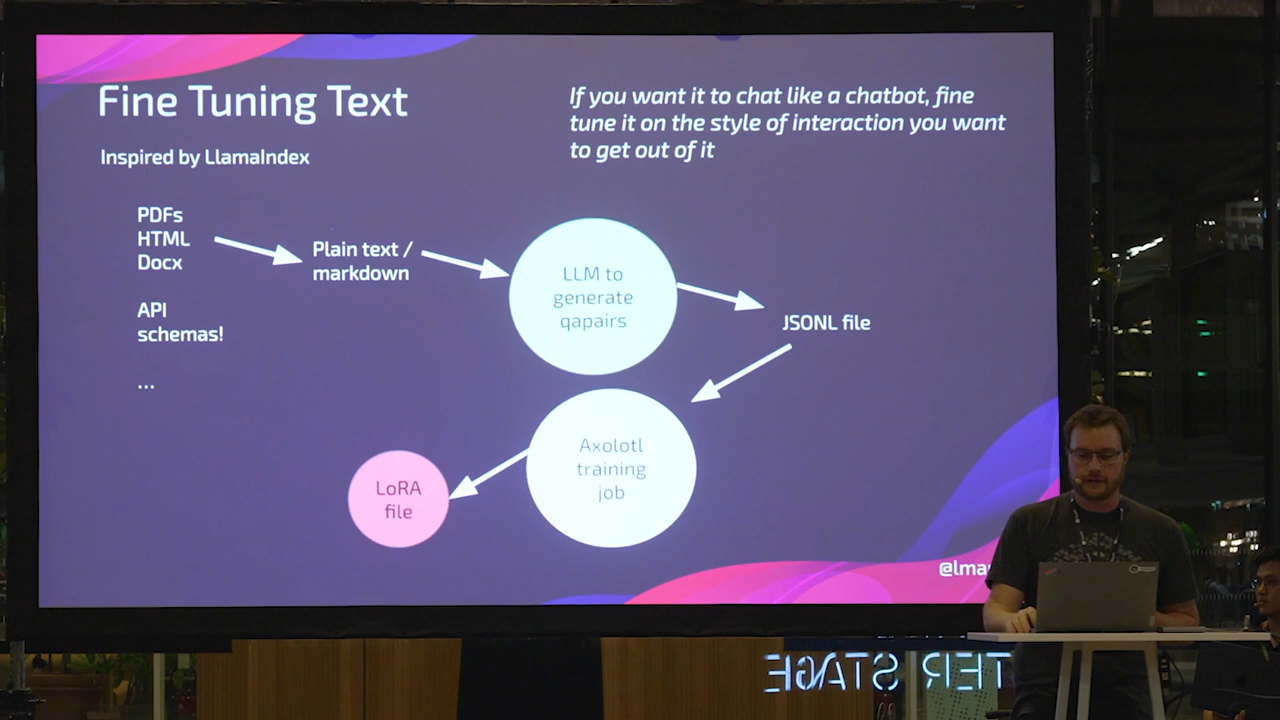 Fine Tuning Text
Inspired by LlamaIndex
If you want it to chat like a chatbot, fine
tune it on the style of interaction you want
to get out of it
PDFs
HTML
Docx
API
schemas!
...
Plain text /
markdown
LLM to
generate
qapairs
JSONL file
Axolotl
training
job
LoRA
file
@lma
TER STAGE